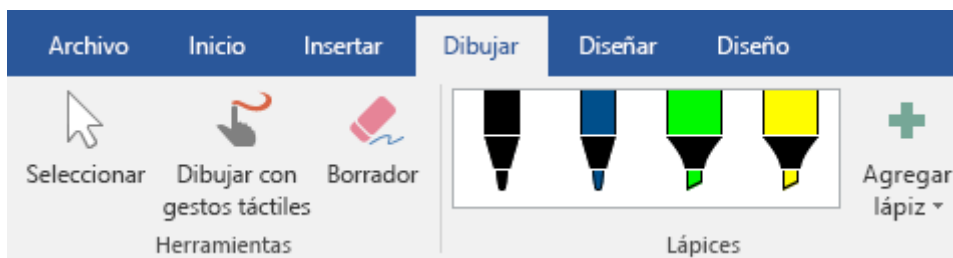 Archivo Inicio Insertar Dibujar Diseñar Diseño
Seleccionar Dibujar con Borrador Agregar
gestos táctiles lápiz
Herramientas Lápices